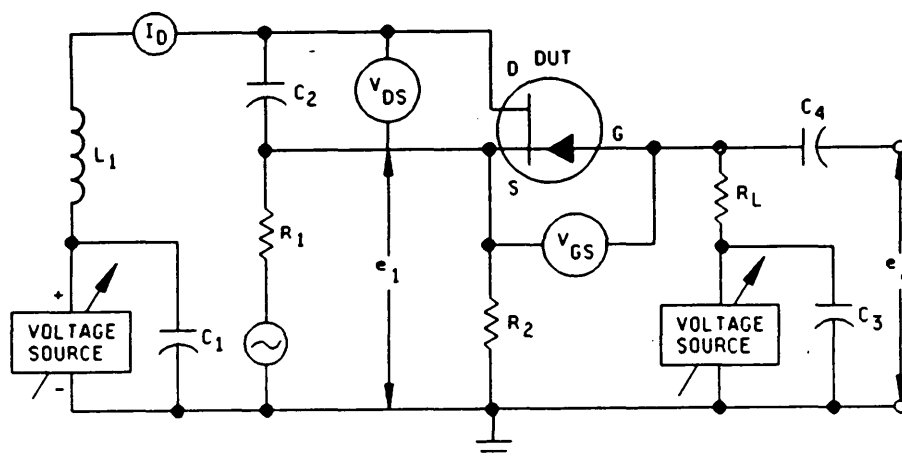 I_D
D DUT
C_2
V_DS
C_4
G
L_1
S
R_L
R_1
e_1
V_GS
e
+
R_2
VOLTAGE SOURCE
C_1
VOLTAGE SOURCE
C_3
-